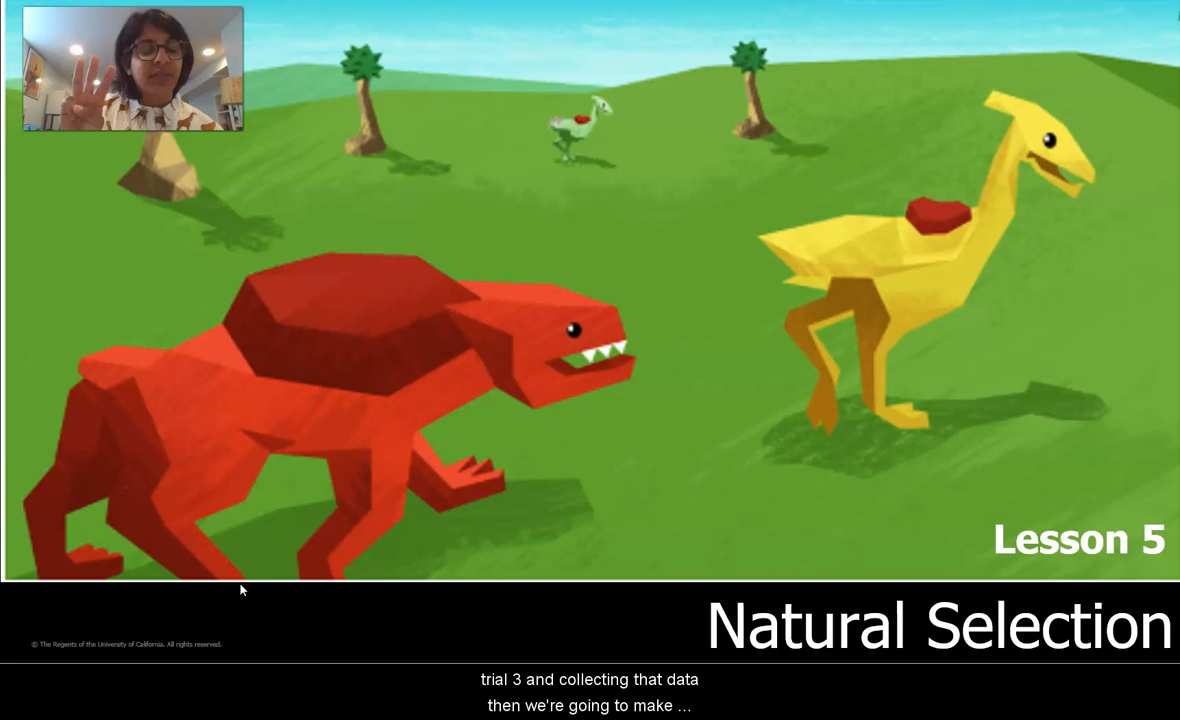 Lesson 5
Natural Selection
© The Regents of the University of California. All rights reserved.
trial 3 and collecting that data
then we're going to make ...